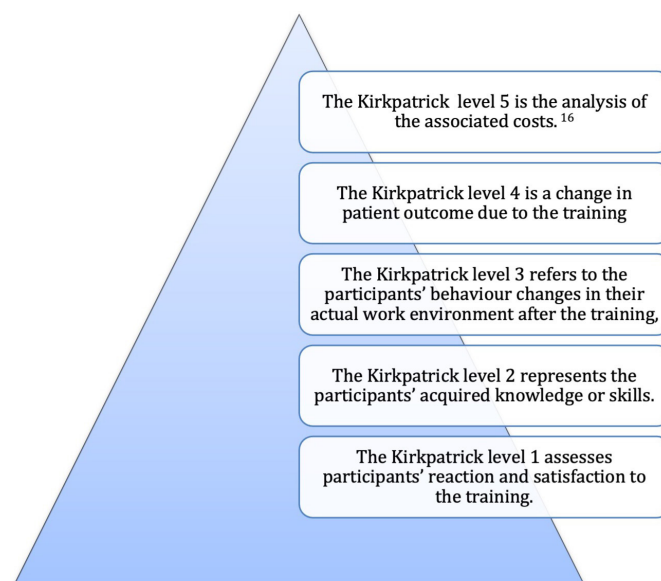 The Kirkpatrick level 5 is the analysis of
the associated costs. 16
The Kirkpatrick level 4 is a change in
patient outcome due to the training
The Kirkpatrick level 3 refers to the
participants’ behaviour changes in their
actual work environment after the training,
The Kirkpatrick level 2 represents the
participants’ acquired knowledge or skills.
The Kirkpatrick level 1 assesses
participants’ reaction and satisfaction to
the training.